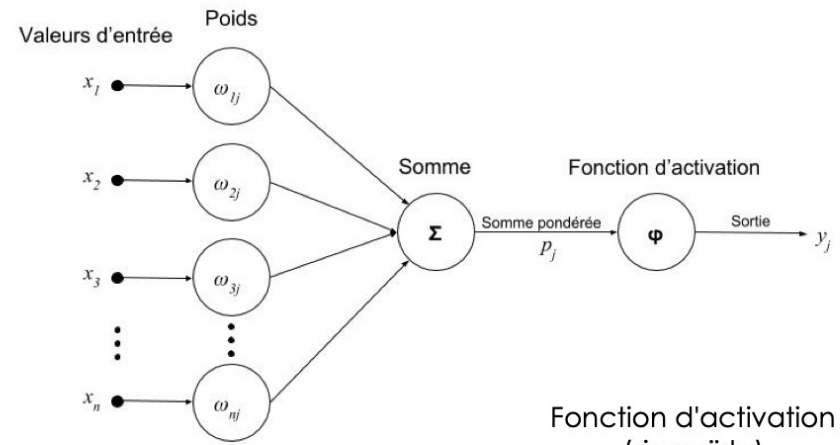 Poids
Valeurs d'entrée
x1
ω1j
x2
ω2j
Somme
Fonction d'activation
Σ
Somme pondérée
pj
φ
Sortie
yj
x3
ω3j
xn
ωnj
Fonction d'activation